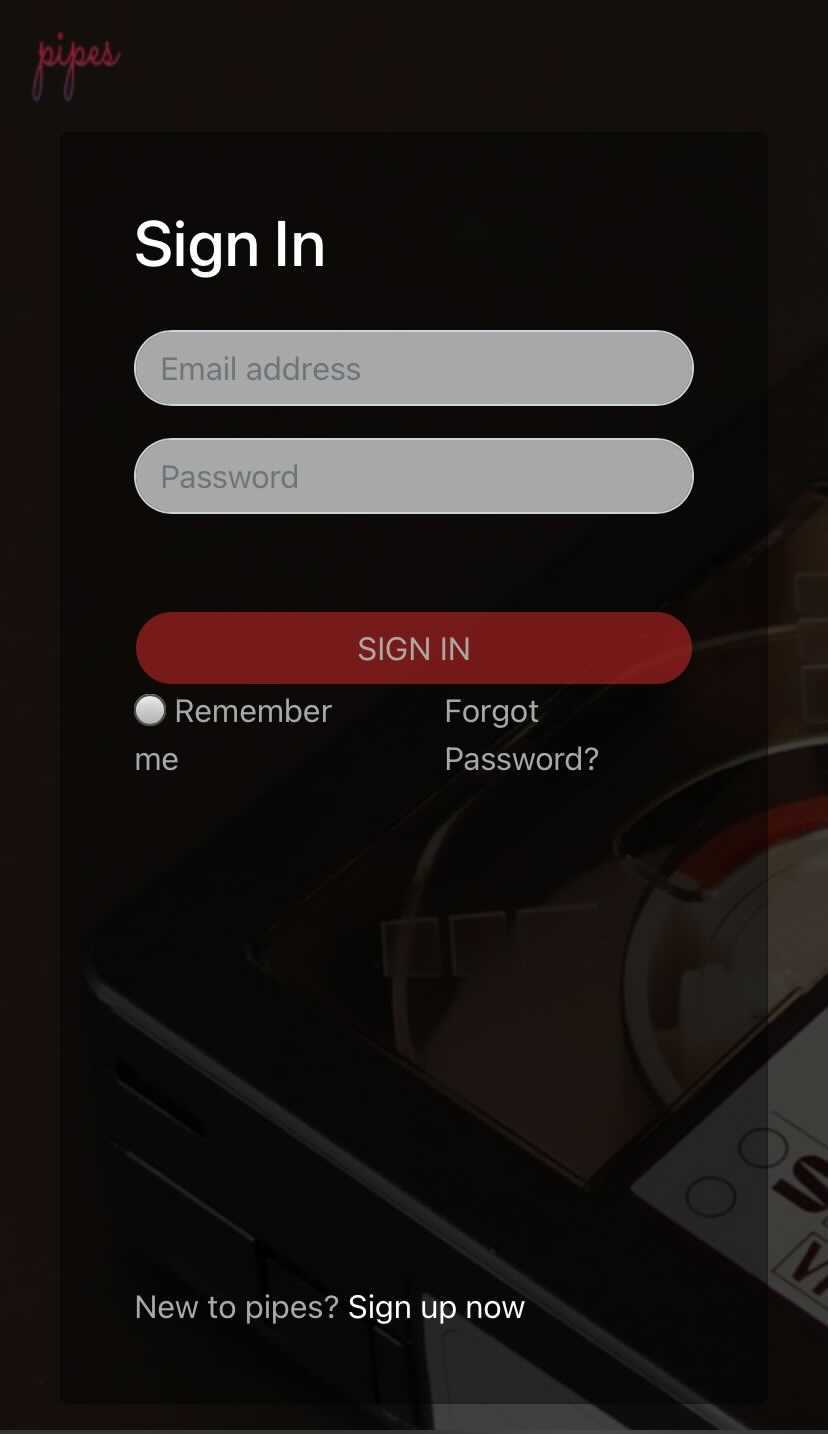 pipes
Sign In
Email address
Password
SIGN IN
Remember me
Forgot Password?
New to pipes? Sign up now